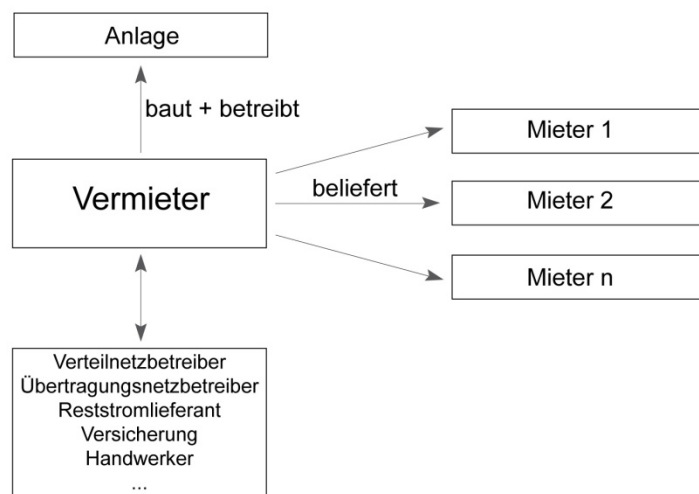 Anlage
baut + betreibt
Vermieter
beliefert
Mieter 1
Mieter 2
Mieter n
Verteilnetzbetreiber
Übertragungsnetzbetreiber
Reststromlieferant
Versicherung
Handwerker
...